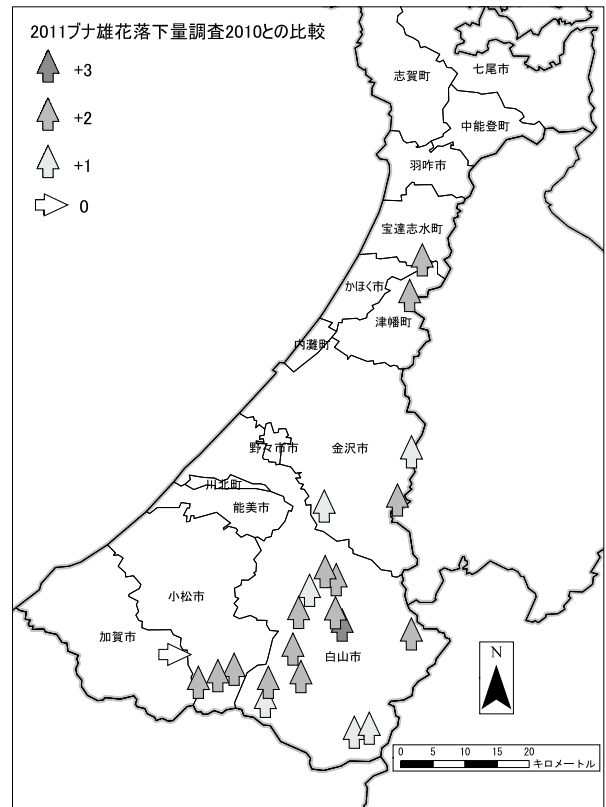 2011ブナ雄花落下量調査2010との比較
+3
+2
+1
0
志賀町
七尾市
中能登町
羽咋市
宝達志水町
かほく市
津幡町
内灘町
野々市市
金沢市
川北町
能美市
小松市
加賀市
白山市
N
0 5 10 15 20
キロメートル